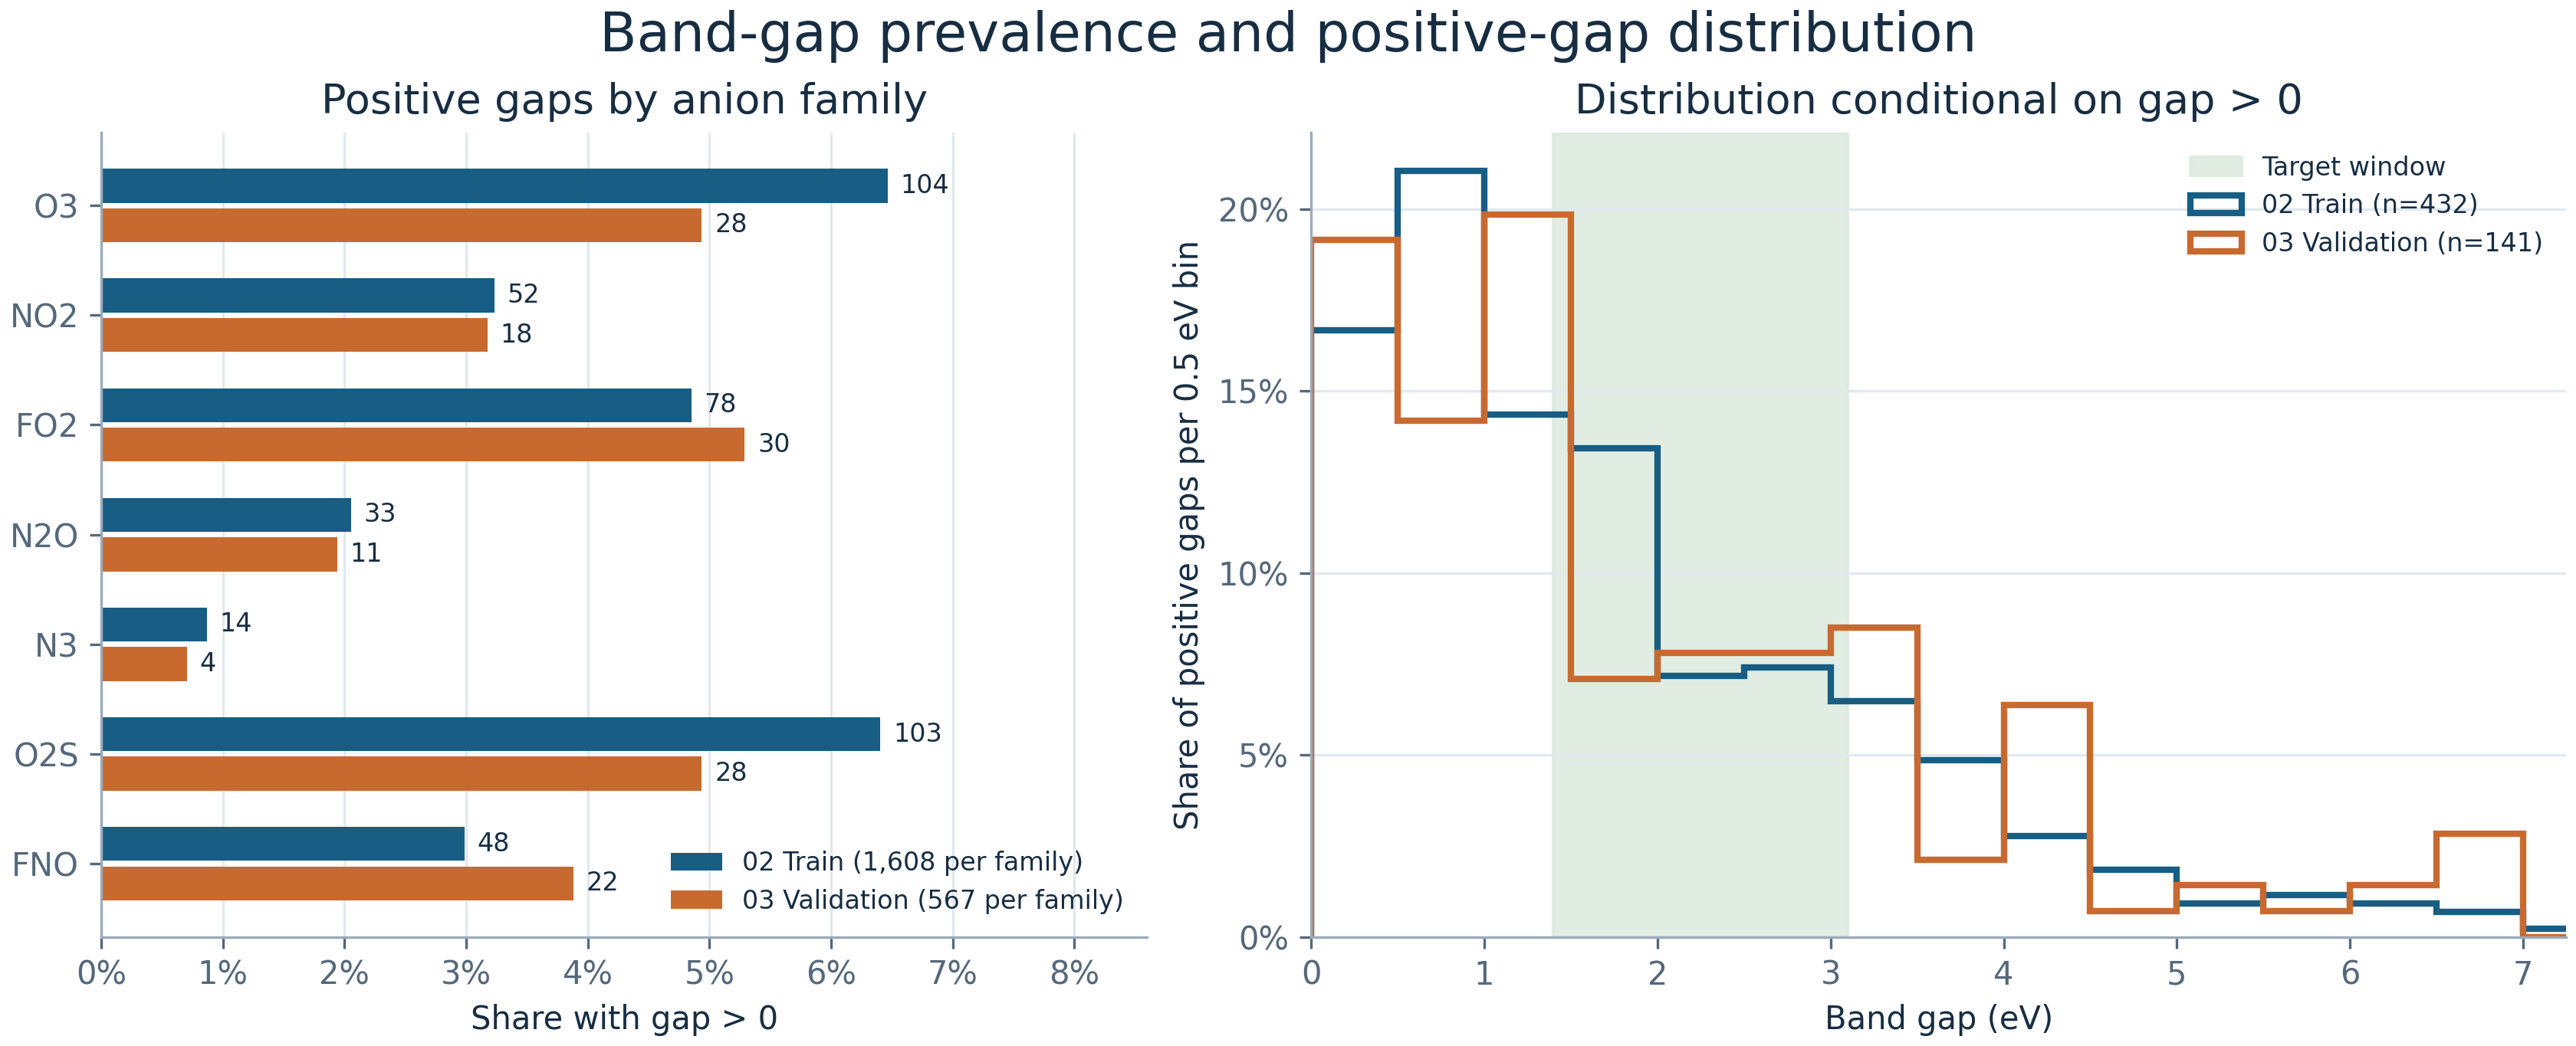 Band-gap prevalence and positive-gap distribution
Positive gaps by anion family
O3
NO2
FO2
N2O
N3
O2S
FNO
104
28
52
18
78
30
33
11
14
4
103
28
48
22
02 Train (1,608 per family)
03 Validation (567 per family)
0%
1%
2%
3%
4%
5%
6%
7%
8%
Share with gap > 0
Distribution conditional on gap > 0
Share of positive gaps per 0.5 eV bin
20%
15%
10%
5%
0%
Target window
02 Train (n=432)
03 Validation (n=141)
0
1
2
3
4
5
6
7
Band gap (eV)